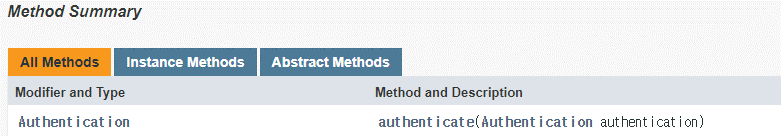 Method Summary
All Methods Instance Methods Abstract Methods
Modifier and Type Method and Description
Authentication authenticate(Authentication authentication)